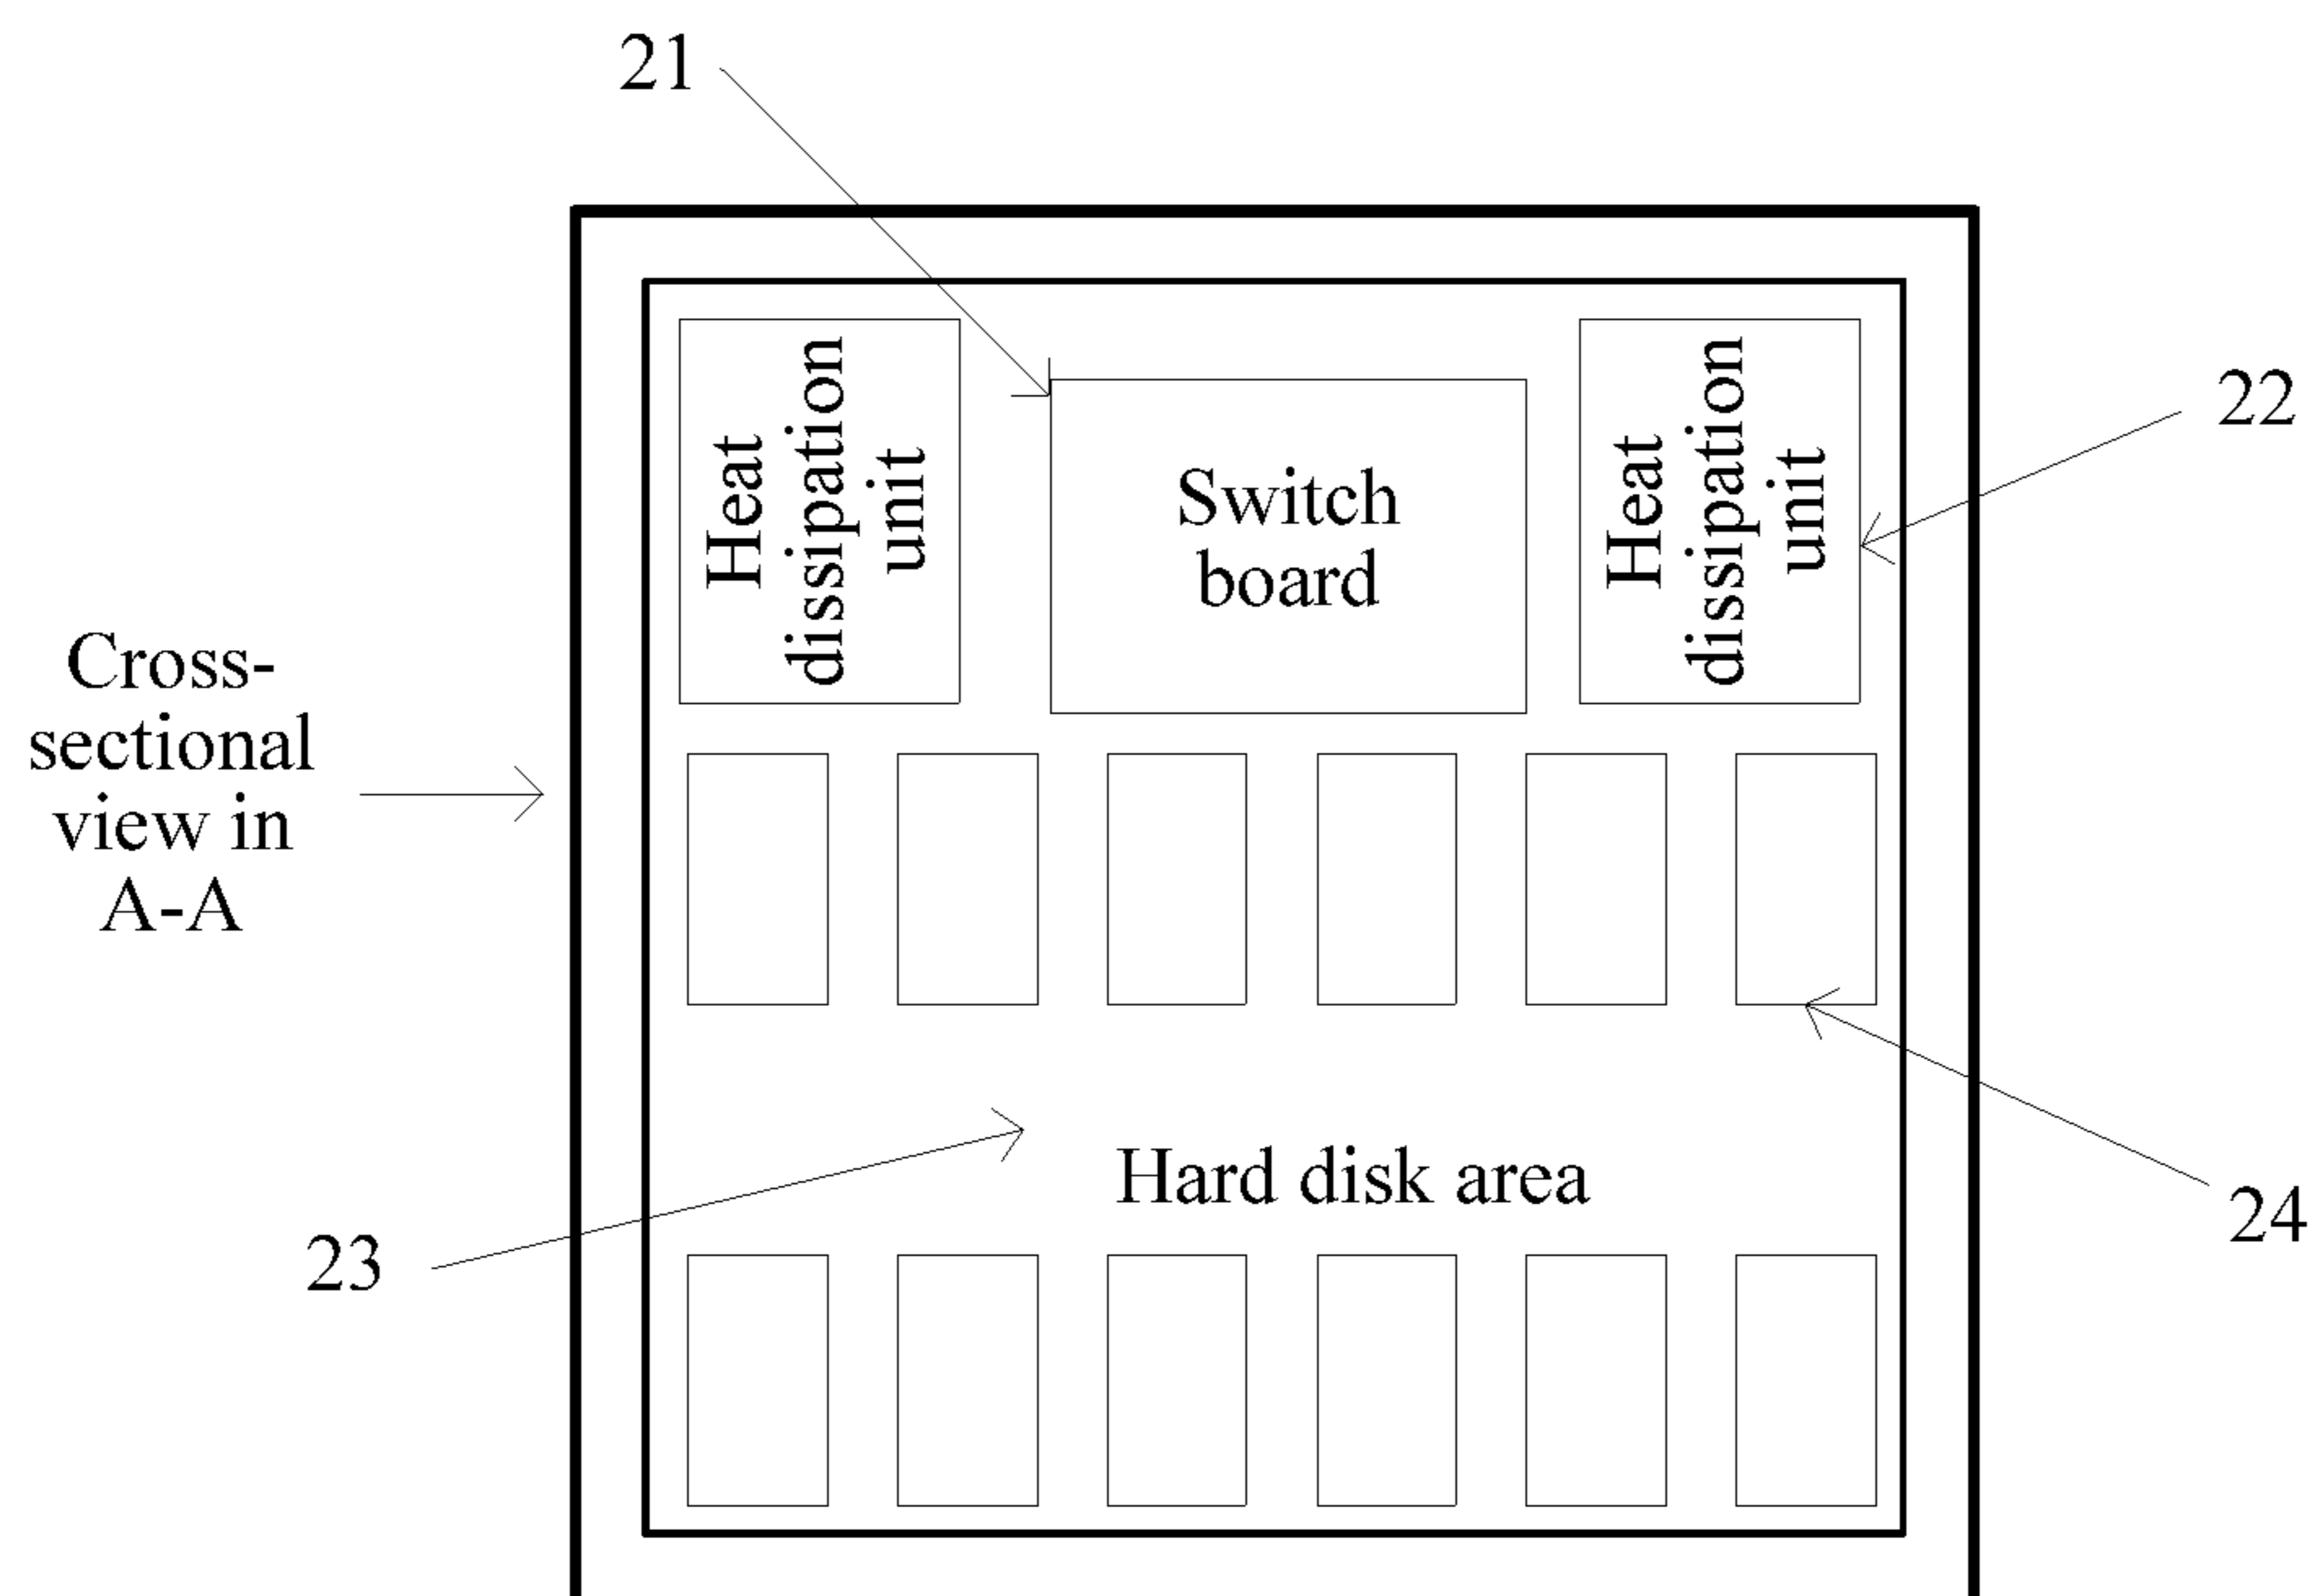 21
22
Heat
dissipation
unit
Switch
board
Heat
dissipation
unit
Cross-
sectional
view in
A-A
Hard disk area
23
24